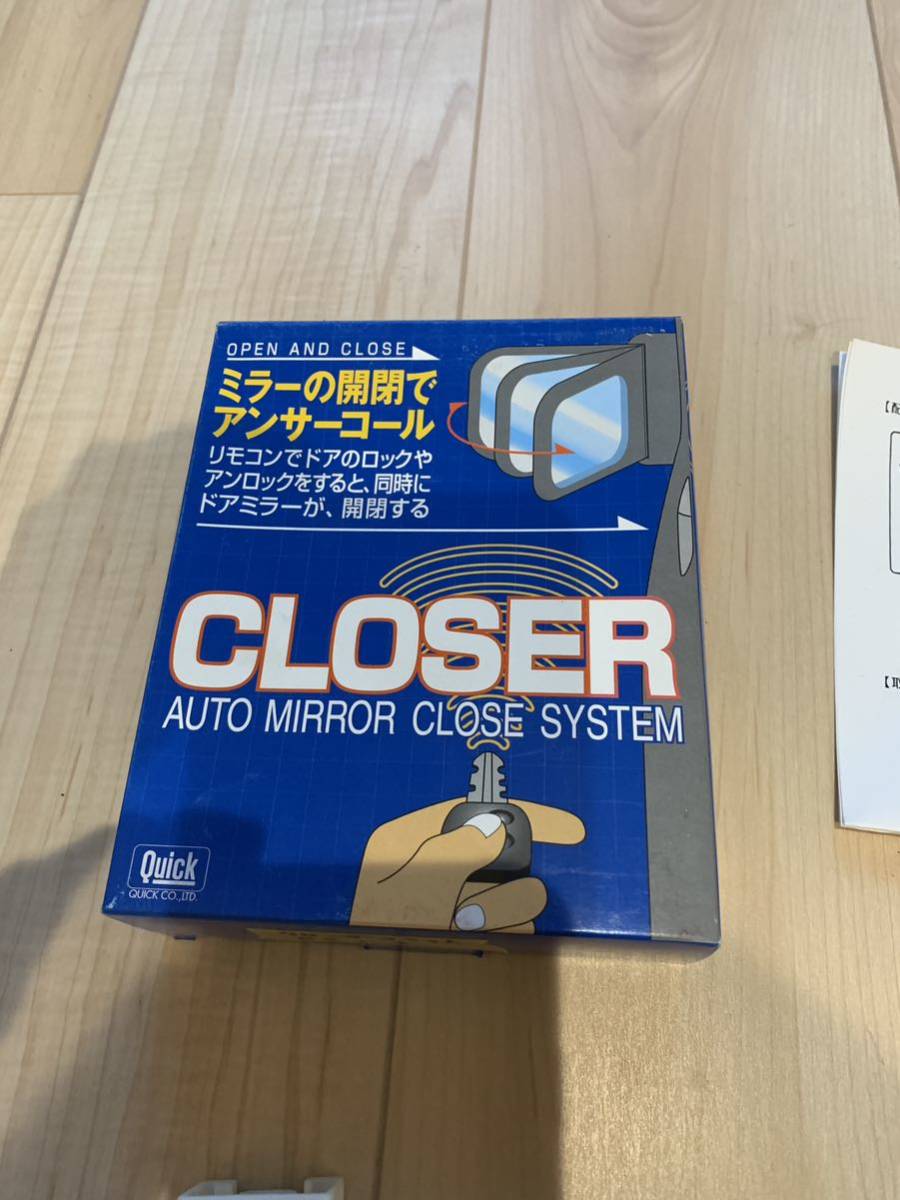 OPEN AND CLOSE
ミラーの開閉で
アンサーコール
リモコンでドアのロックや
アンロックをすると、同時に
ドアミラーが、開閉する
CLOSER
AUTO MIRROR CLOSE SYSTEM
Quick
QUICK CO.,LTD.
【配
【取